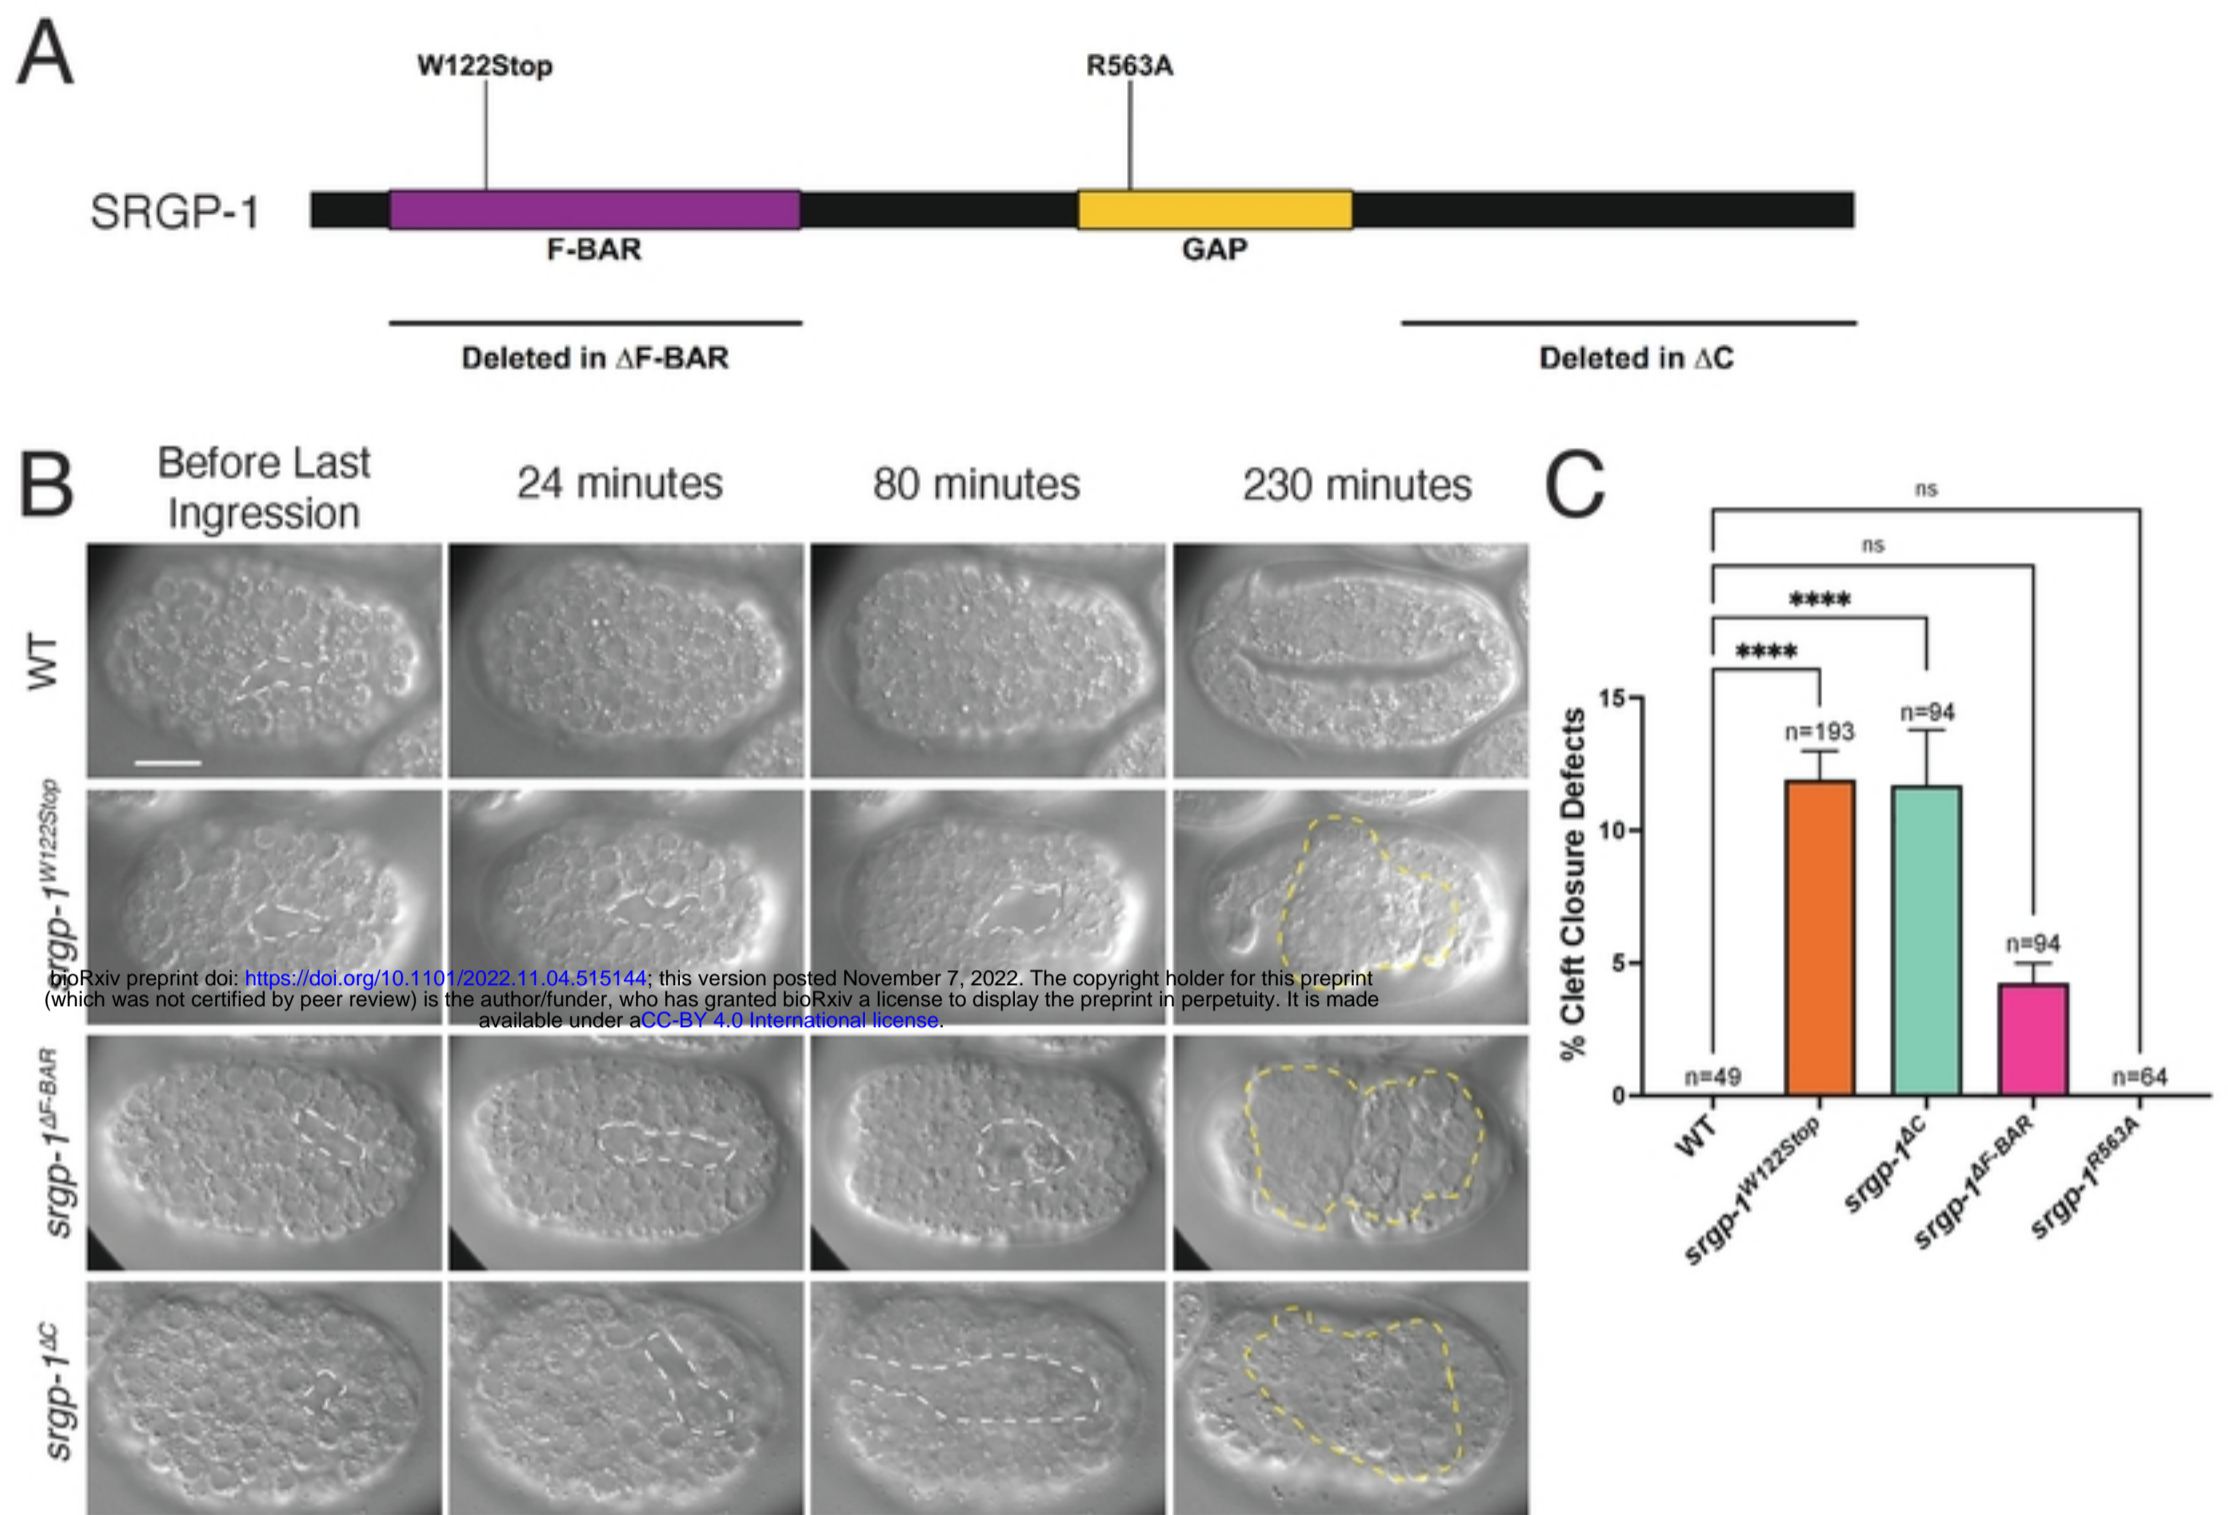 A
W122Stop
R563A
SRGP-1
F-BAR
GAP
Deleted in ΔF-BAR
Deleted in ΔC
B
Before Last
Ingression
24 minutes
80 minutes
230 minutes
WT
srgp-1W122Stop
srgp-1ΔF-BAR
srgp-1ΔC
bioRxiv preprint doi: https://doi.org/10.1101/2022.11.04.515144; this version posted November 7, 2022. The copyright holder for this preprint
(which was not certified by peer review) is the author/funder, who has granted bioRxiv a license to display the preprint in perpetuity. It is made
available under aCC-BY 4.0 International license.
C
ns
ns
****
****
% Cleft Closure Defects
15
10
5
0
n=49
n=193
n=94
n=94
n=64
WT
srgp-1W122Stop
srgp-1ΔC
srgp-1ΔF-BAR
srgp-1R563A